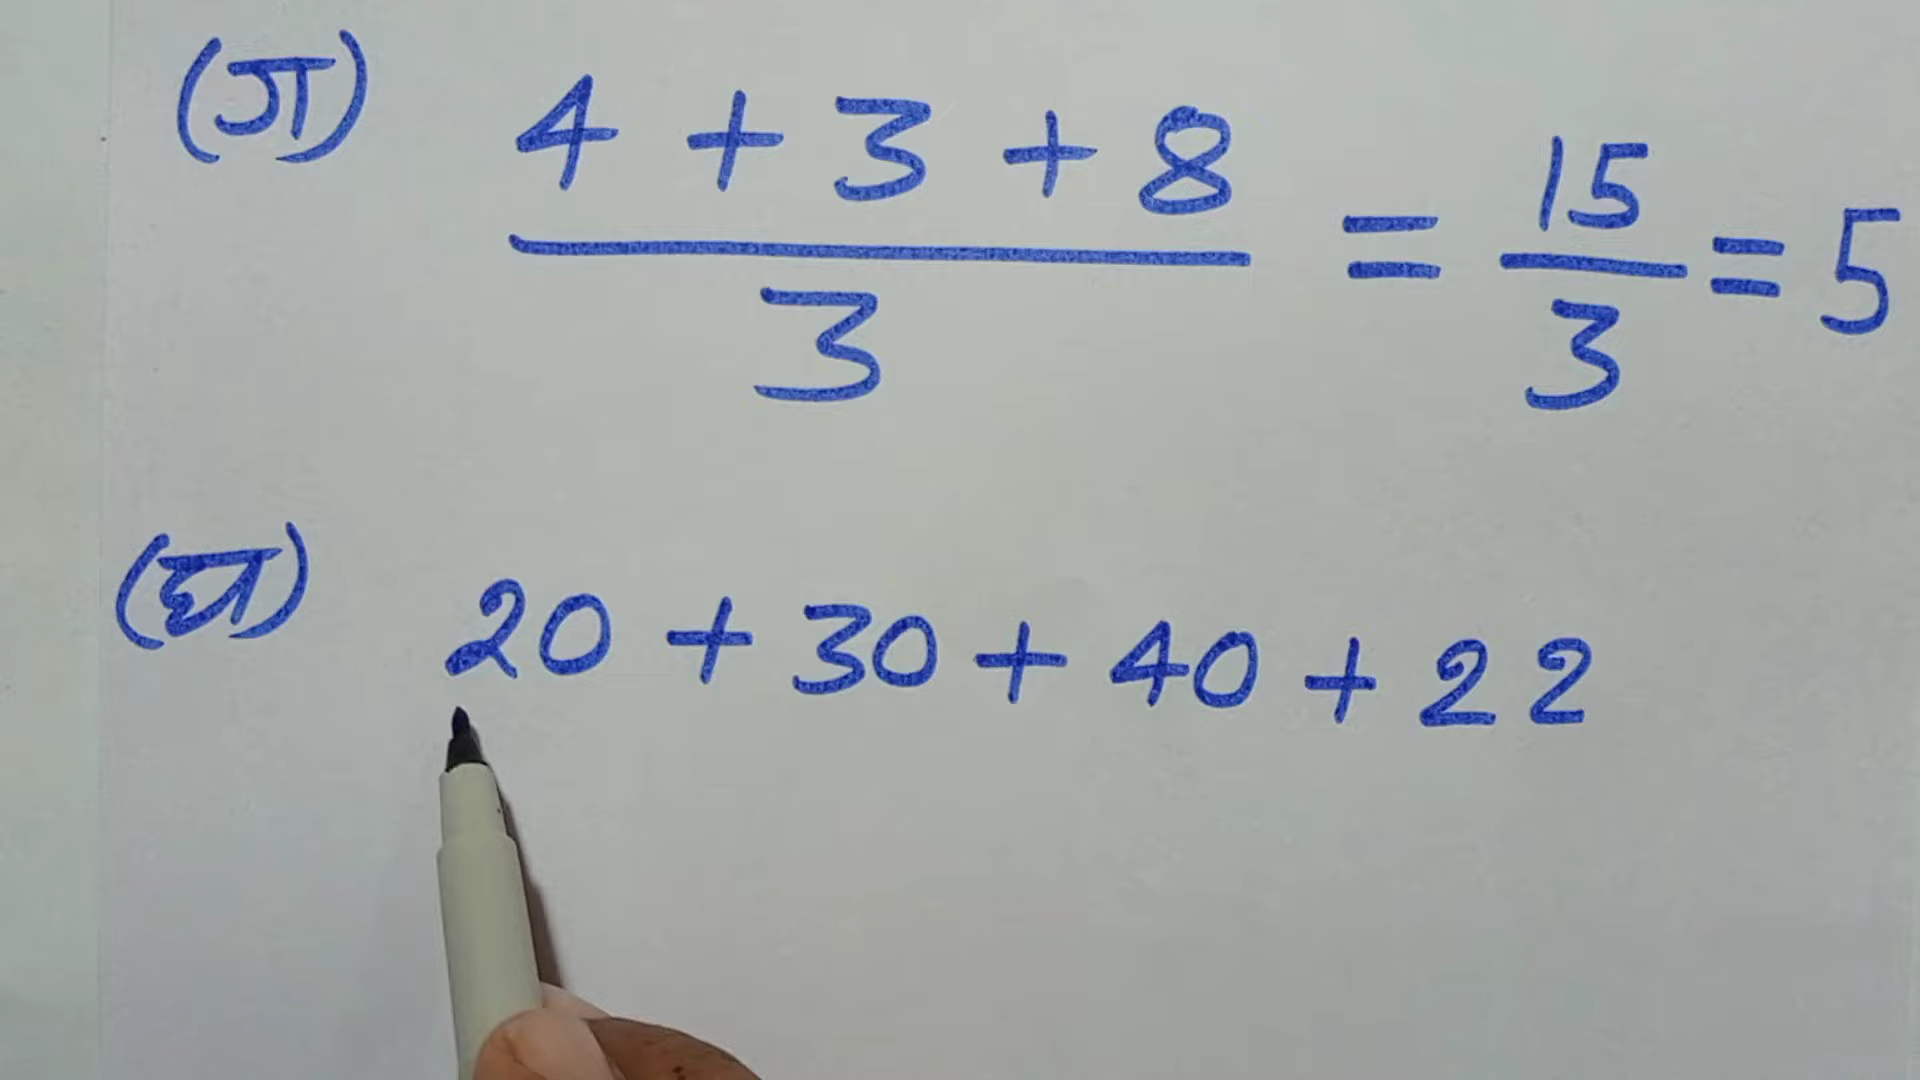 (ग) 4 + 3 + 8 / 3 = 15 / 3 = 5
(घ) 20 + 30 + 40 + 22